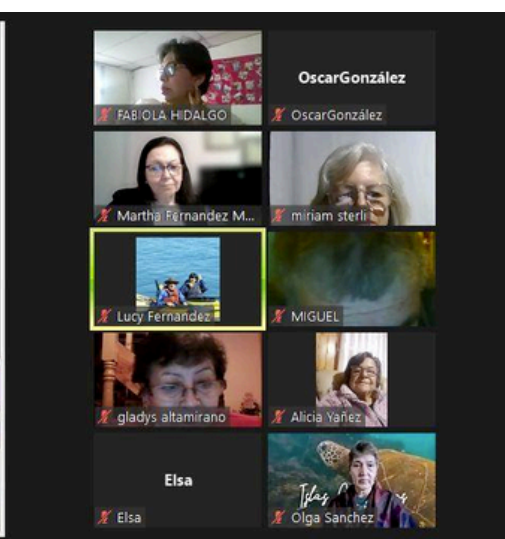 FABIOLA HIDALGO
OscarGonzález
OscarGonzález
Martha Fernandez M...
miriam sterli
Lucy Fernandez
MIGUEL
gladys altamirano
Alicia Yañez
Elsa
Elsa
Islas
Olga Sanchez